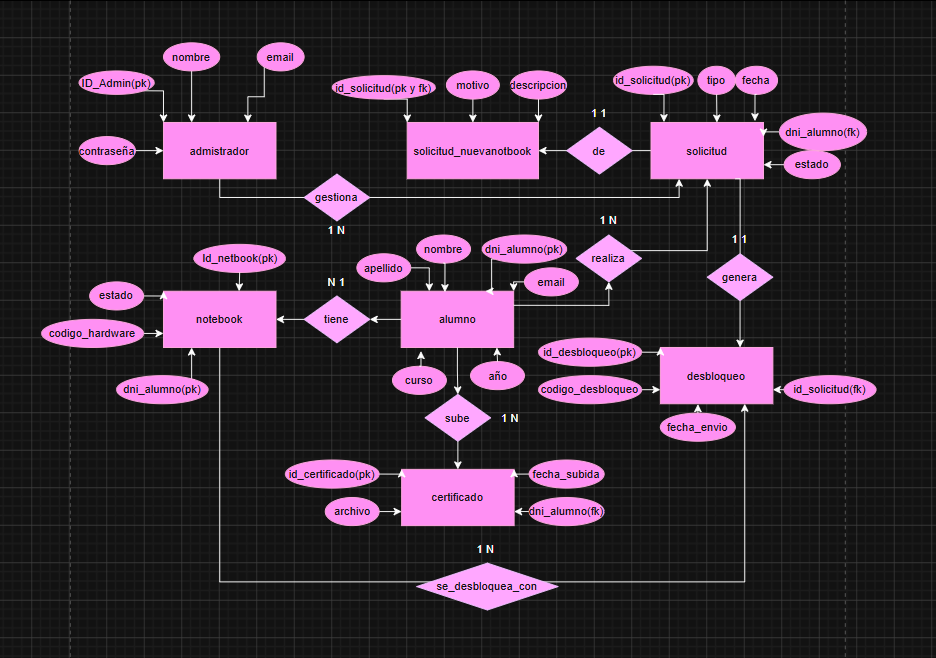 nombre
email
ID_Admin(pk)
id_solicitud(pk y fk)
motivo
descripcion
id_solicitud(pk)
tipo
fecha
1 1
dni_alumno(fk)
contraseña
admistrador
solicitud_nuevanotbook
de
solicitud
estado
gestiona
1 N
1 N
1 1
nombre
dni_alumno(pk)
Id_netbook(pk)
apellido
realiza
email
genera
N 1
estado
notebook
tiene
alumno
codigo_hardware
id_desbloqueo(pk)
desbloqueo
curso
año
dni_alumno(pk)
codigo_desbloqueo
id_solicitud(fk)
sube
1 N
fecha_envio
id_certificado(pk)
fecha_subida
certificado
archivo
dni_alumno(fk)
1 N
se_desbloquea_con